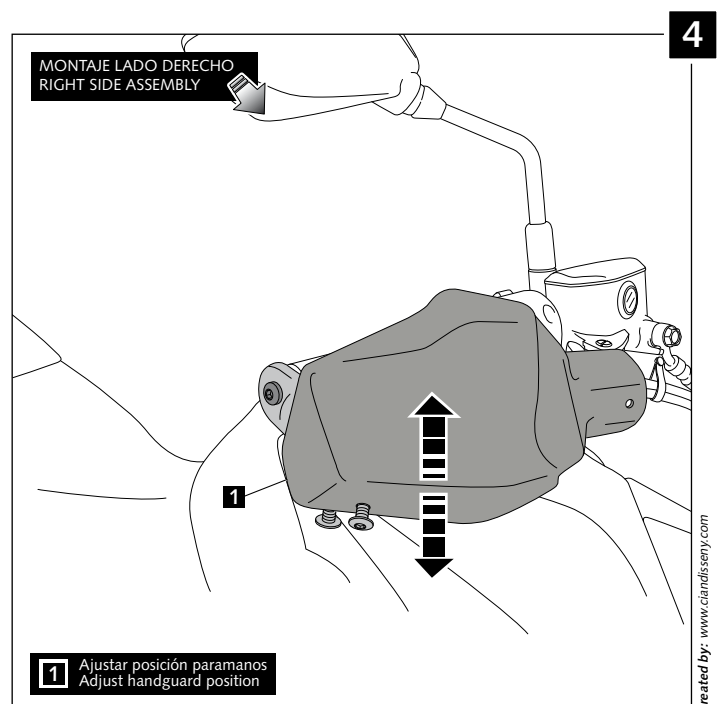 4
MONTAJE LADO DERECHO
RIGHT SIDE ASSEMBLY
1
1
Ajustar posición paramanos
Adjust handguard position
reated by: www.ciandisseny.com